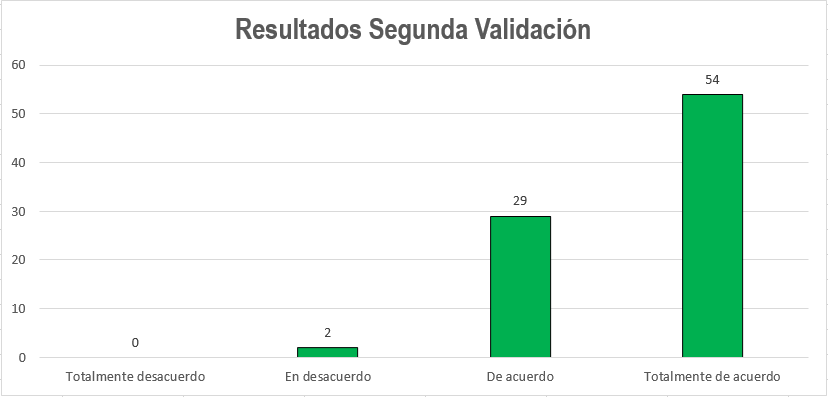 Resultados Segunda Validación
60
50
40
30
20
10
0
0
2
29
54
Totalmente desacuerdo
En desacuerdo
De acuerdo
Totalmente de acuerdo